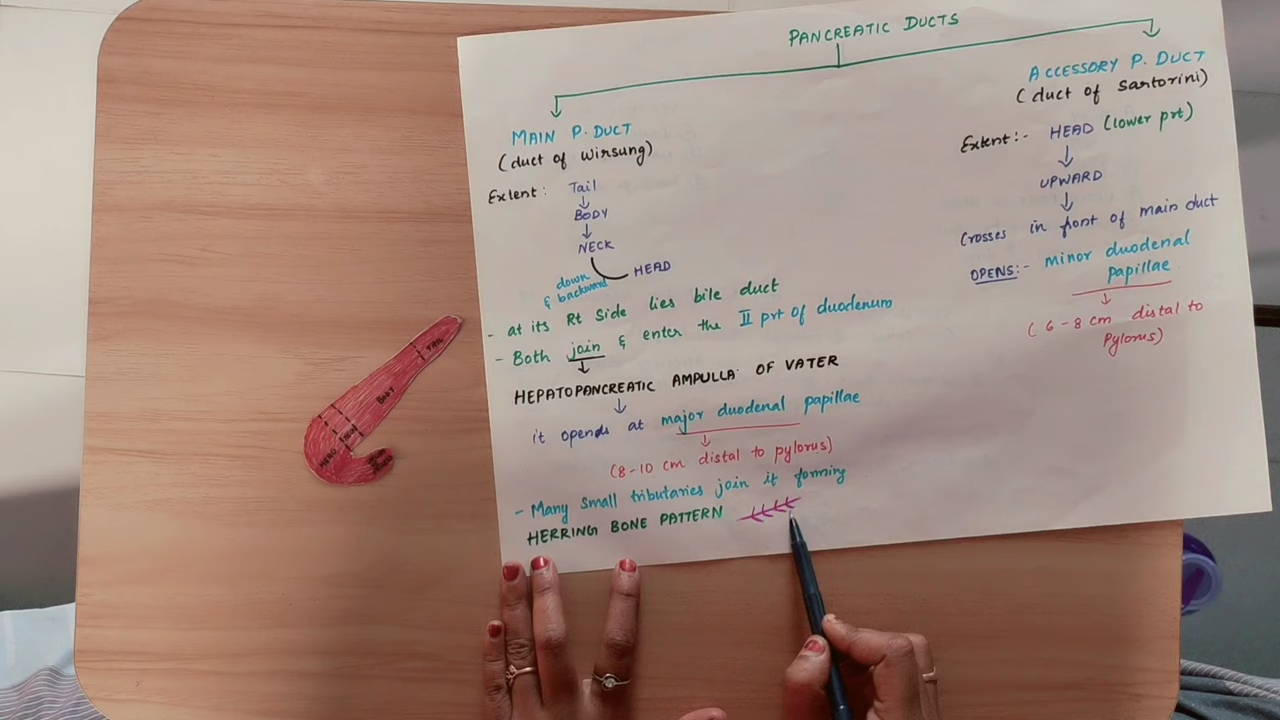 PANCREATIC DUCTS
MAIN P. DUCT
(duct of Wirsung)
Extent: Tail
BODY
NECK
down & backward
HEAD
- at its Rt Side lies bile duct
- Both join & enter the II prt of duodenum
HEPATOPANCREATIC AMPULLA OF VATER
it opends at major duodenal papillae
(8-10 cm distal to pylorus)
- Many small tributaries join it forming
HERRING BONE PATTERN
ACCESSORY P. DUCT
(duct of Sartorini)
Extent:- HEAD (lower prt)
UPWARD
Crosses in front of main duct
OPENS:- minor duodenal
papillae
(6-8 cm distal to
Pylorus)
TAIL
BODY
HEAD